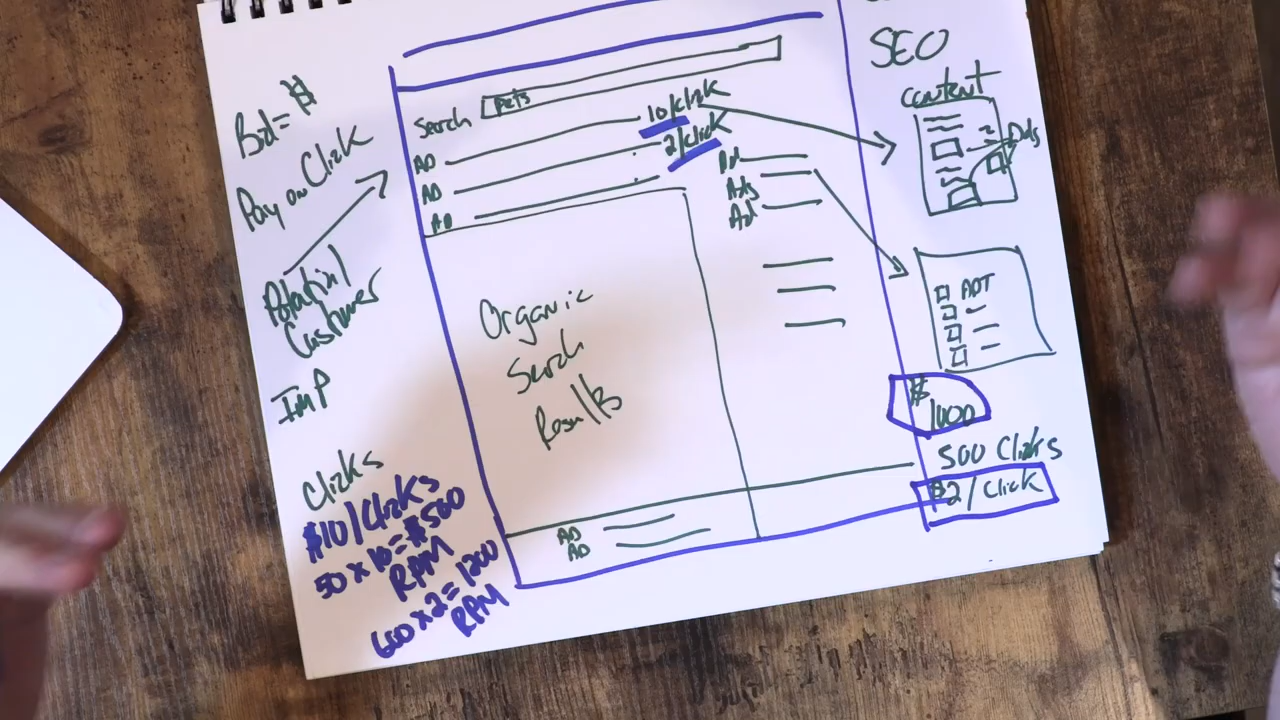 Bid = $
Pay on Click
Potential
Customer
Imp
Clicks
$10/Clicks
50 x 10 = $500
RPM
600 x 2 = 1200
RPM
Search pets
AD
AD
AD
10/click
2/click
Ad
Ads
Ad
Organic
Serch
Results
AD
AD
SEO
content
Ads
$
1000
500 Clicks
$2/Click